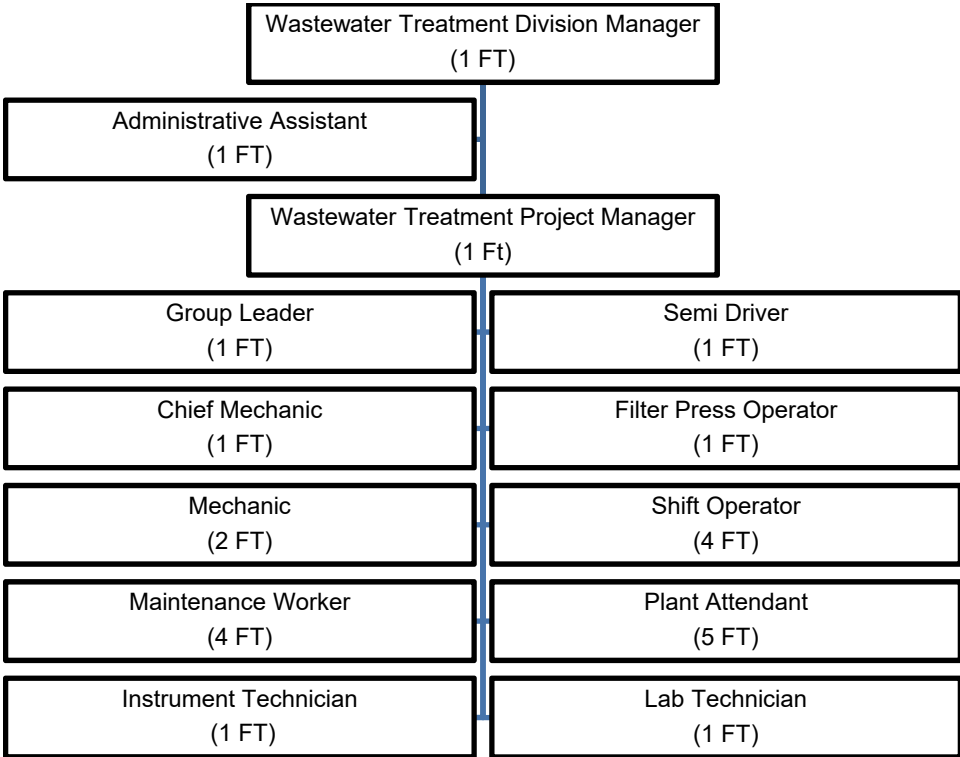 Wastewater Treatment Division Manager
(1 FT)
Administrative Assistant
(1 FT)
Wastewater Treatment Project Manager
(1 Ft)
Group Leader
(1 FT)
Semi Driver
(1 FT)
Chief Mechanic
(1 FT)
Filter Press Operator
(1 FT)
Mechanic
(2 FT)
Shift Operator
(4 FT)
Maintenance Worker
(4 FT)
Plant Attendant
(5 FT)
Instrument Technician
(1 FT)
Lab Technician
(1 FT)